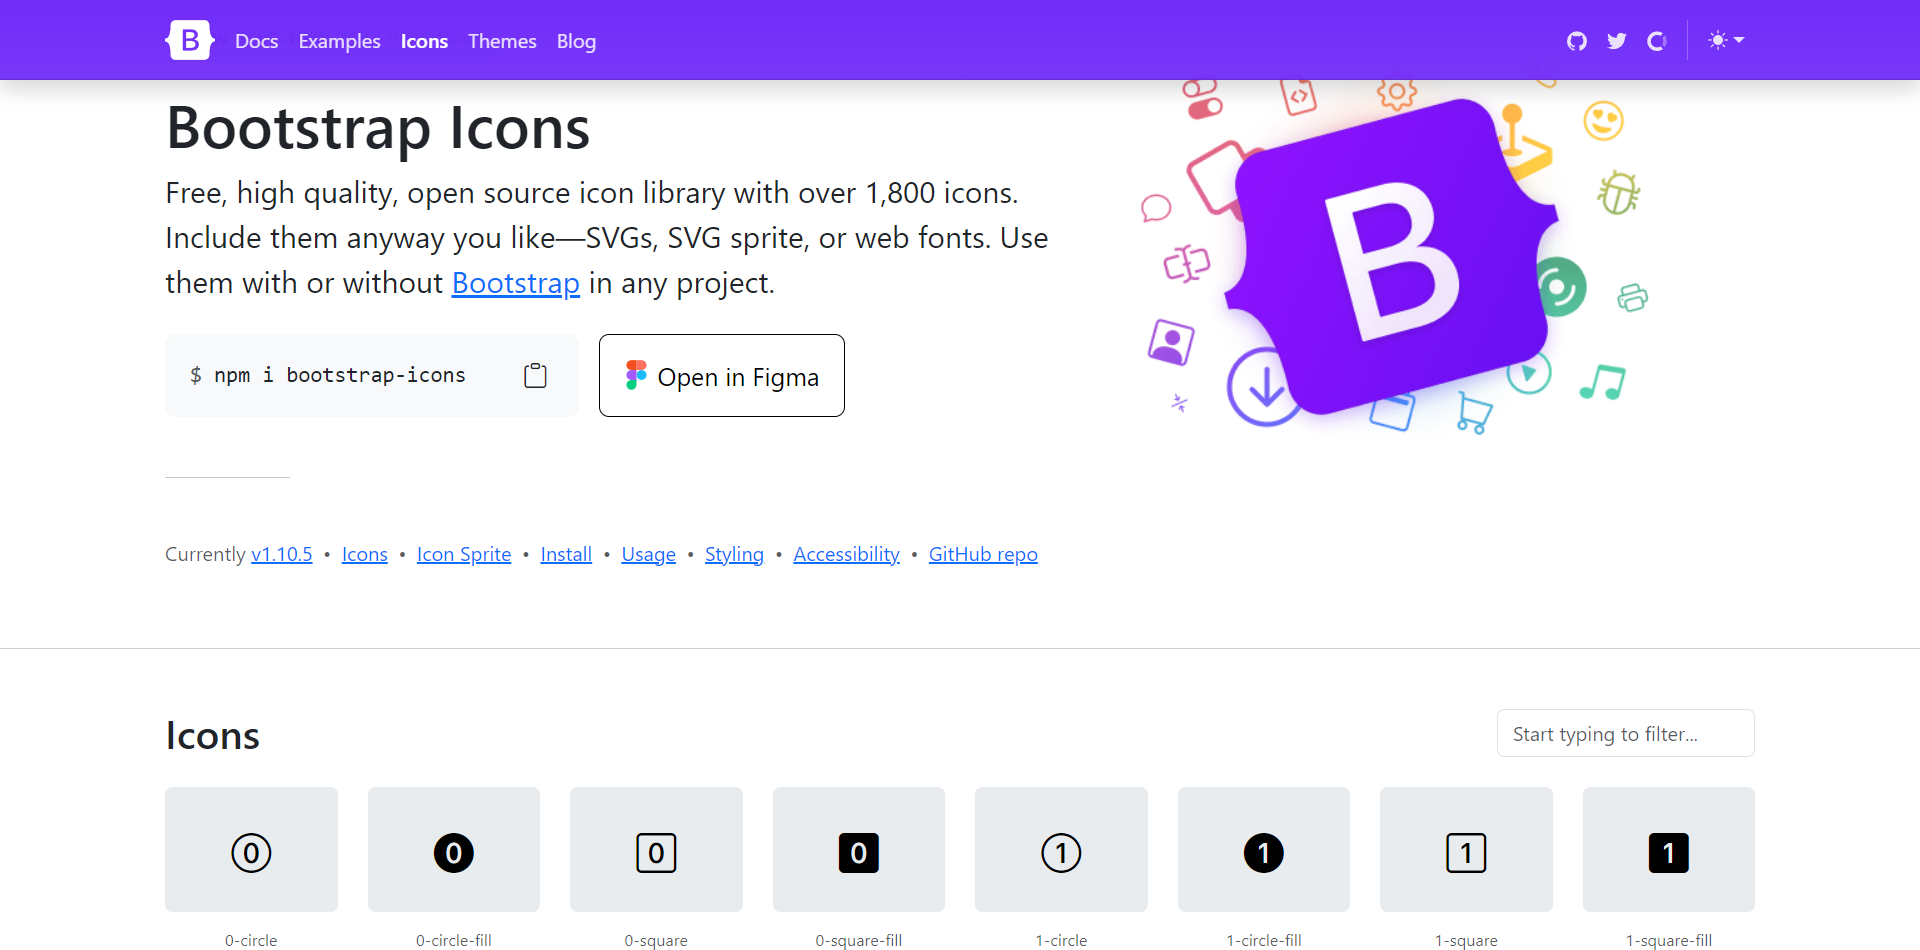 B Docs Examples Icons Themes Blog
Bootstrap Icons
Free, high quality, open source icon library with over 1,800 icons.
Include them anyway you like—SVGs, SVG sprite, or web fonts. Use
them with or without Bootstrap in any project.
B
$ npm i bootstrap-icons
Open in Figma
Currently v1.10.5 • Icons • Icon Sprite • Install • Usage • Styling • Accessibility • GitHub repo
Icons
Start typing to filter...
0 0 0 0 1 1 1 1
0-circle 0-circle-fill 0-square 0-square-fill 1-circle 1-circle-fill 1-square 1-square-fill